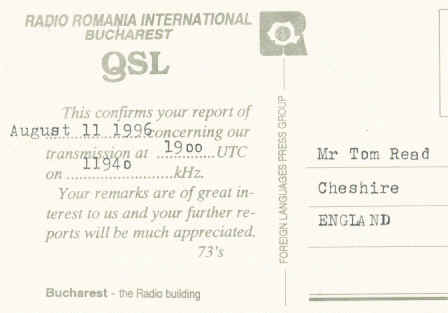 RADIO ROMANIA INTERNATIONAL
BUCHAREST
QSL
This confirms your report of
August 11 1996 concerning our
transmission at 1900 UTC
on 11940 kHz.
Your remarks are of great in-
terest to us and your further re-
ports will be much appreciated.
73's
Bucharest - the Radio building
FOREIGN LANGUAGES PRESS GROUP
Mr Tom Read
Cheshire
ENGLAND